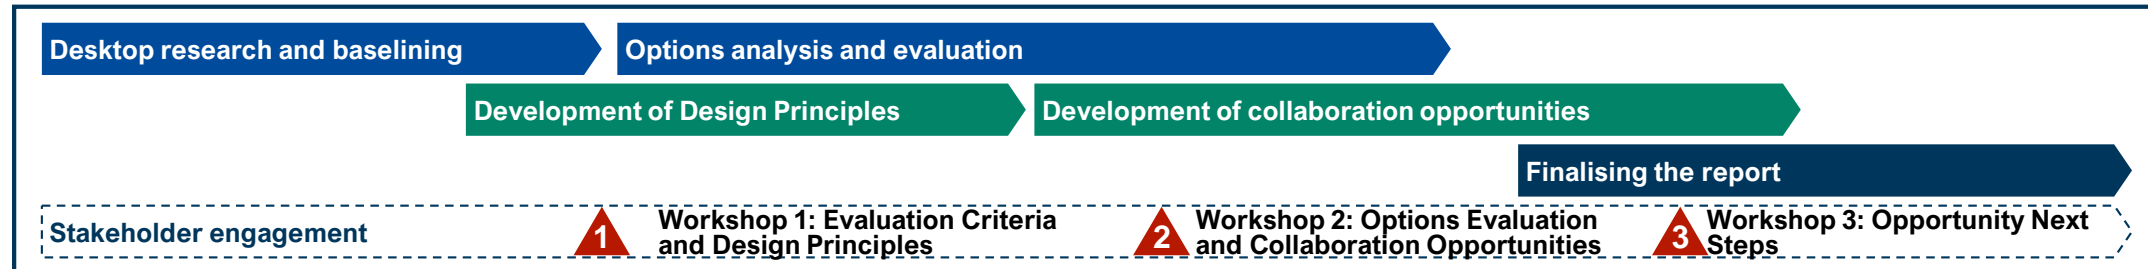 Desktop research and baselining
Options analysis and evaluation
Development of Design Principles
Development of collaboration opportunities
Finalising the report
Stakeholder engagement
1
Workshop 1: Evaluation Criteria
and Design Principles
2
Workshop 2: Options Evaluation
and Collaboration Opportunities
3
Workshop 3: Opportunity Next
Steps